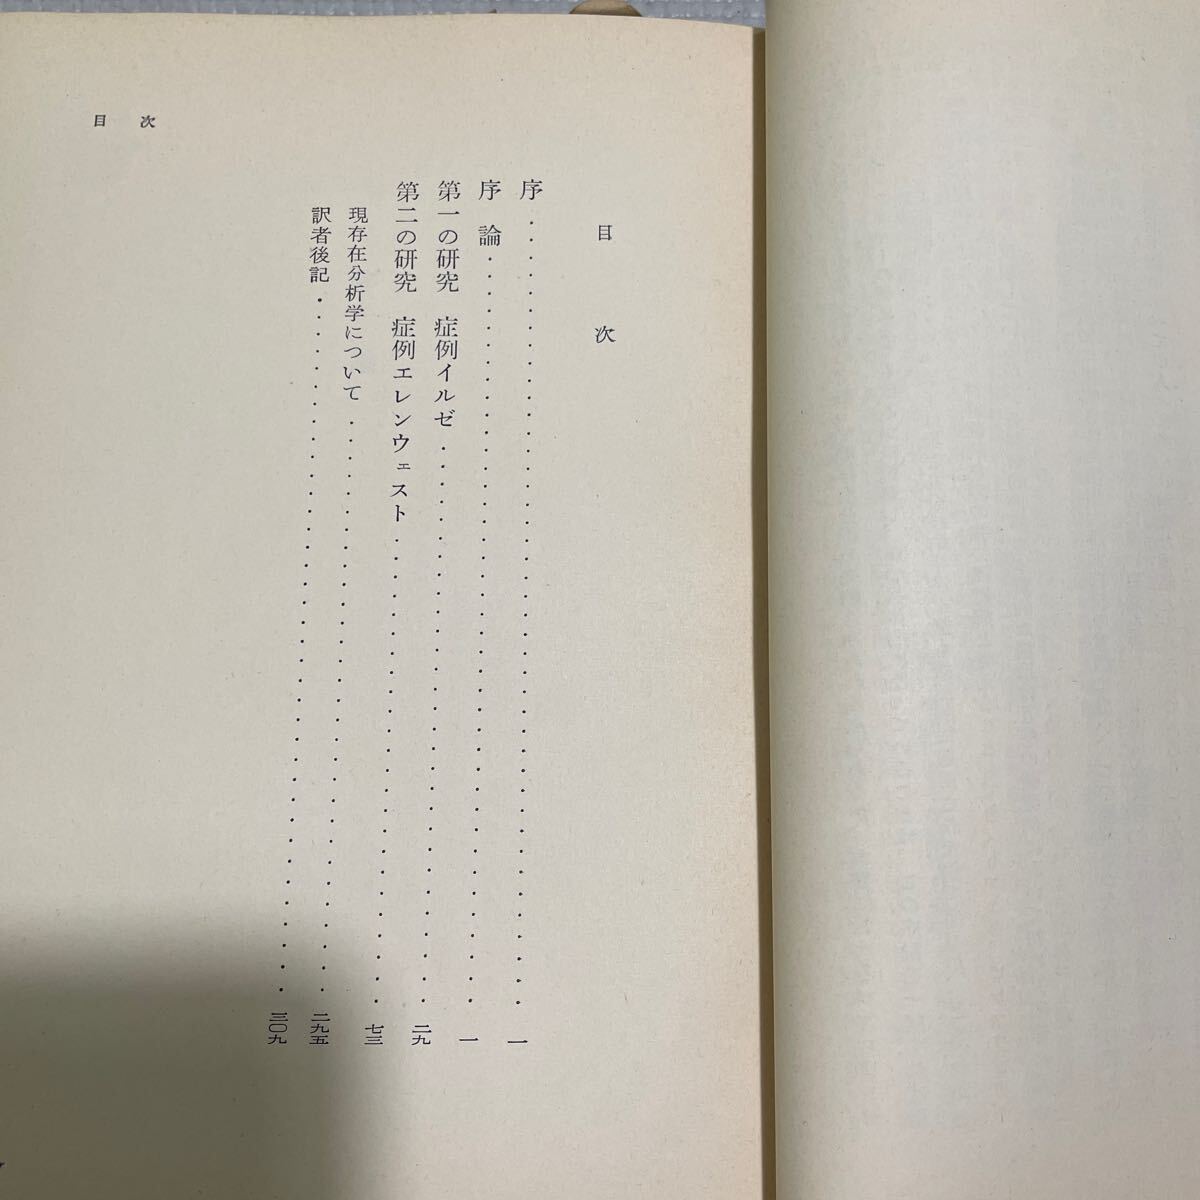 目次
目次
序 一
序論 一
第一の研究 症例イルゼ 二九
第二の研究 症例エレンウェスト 七三
現存在分析学について 二九五
訳者後記 三〇九